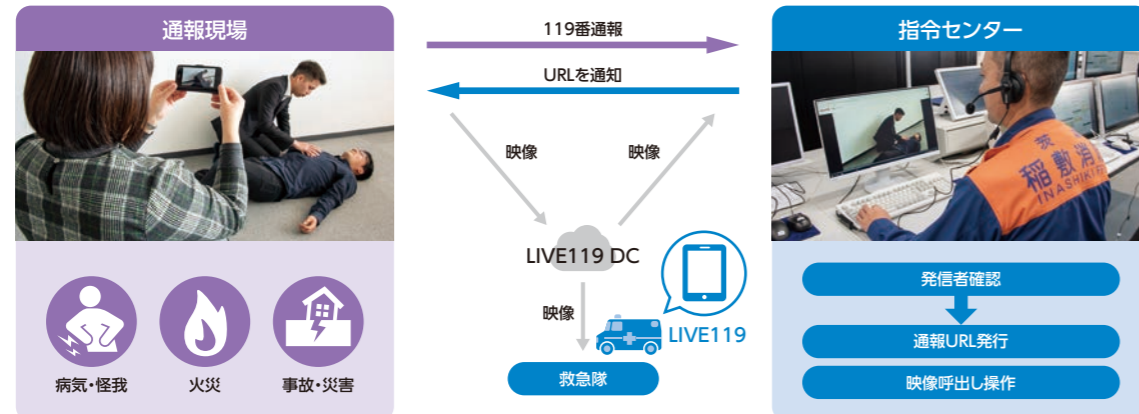 通報現場
119番通報
URLを通知
指令センター
映像
映像
LIVE119 DC
映像
LIVE119
救急隊
病気・怪我
火災
事故・災害
茨
稲敷消
INASHIKI
発信者確認
通報URL発行
映像呼出し操作